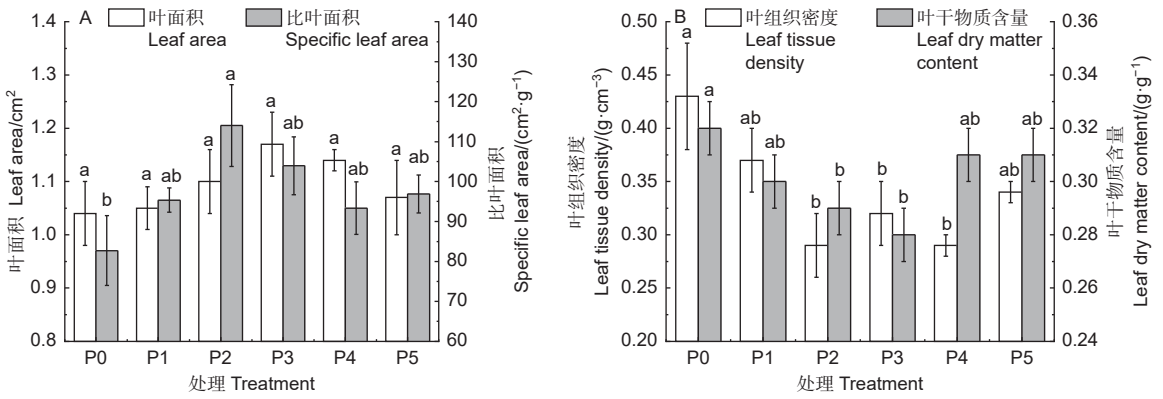 A
叶面积
Leaf area
比叶面积
Specific leaf area
叶面积 Leaf area/cm²
1.4
1.3
1.2
1.1
1.0
0.9
0.8
a
b
a
ab
a
a
a
ab
a
ab
a
ab
140
130
120
110
100
90
80
70
60
比叶面积
Specific leaf area/(cm²·g⁻¹)
P0
P1
P2
P3
P4
P5
处理 Treatment
B
叶组织密度
Leaf tissue
density
叶干物质含量
Leaf dry matter
content
叶组织密度
Leaf tissue density/(g·cm⁻³)
0.50
0.45
0.40
0.35
0.30
0.25
0.20
a
a
ab
ab
b
b
b
b
b
ab
ab
ab
0.36
0.34
0.32
0.30
0.28
0.26
0.24
叶干物质含量
Leaf dry matter content/(g·g⁻¹)
P0
P1
P2
P3
P4
P5
处理 Treatment